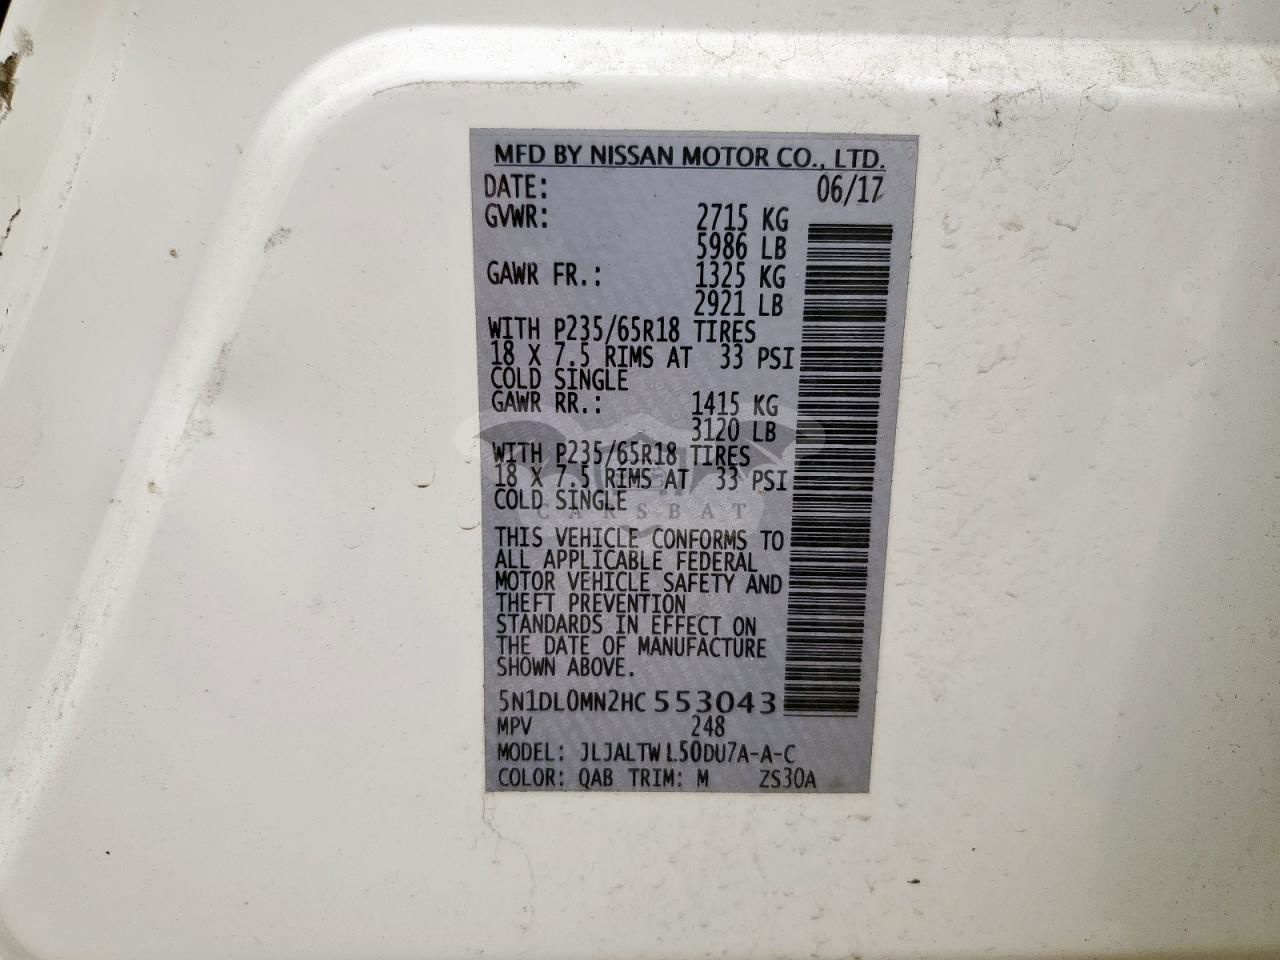 MFD BY NISSAN MOTOR CO., LTD.
DATE: 06/17
GVWR: 2715 KG
5986 LB
GAWR FR.: 1325 KG
2921 LB
WITH P235/65R18 TIRES
18 X 7.5 RIMS AT 33 PSI
COLD SINGLE
GAWR RR.: 1415 KG
3120 LB
WITH P235/65R18 TIRES
18 X 7.5 RIMS AT 33 PSI
COLD SINGLE
CARSBAT
THIS VEHICLE CONFORMS TO
ALL APPLICABLE FEDERAL
MOTOR VEHICLE SAFETY AND
THEFT PREVENTION
STANDARDS IN EFFECT ON
THE DATE OF MANUFACTURE
SHOWN ABOVE.
5N1DL0MN2HC553043
MPV 248
MODEL: JLJALTWL50DU7A-A-C
COLOR: QAB TRIM: M ZS30A